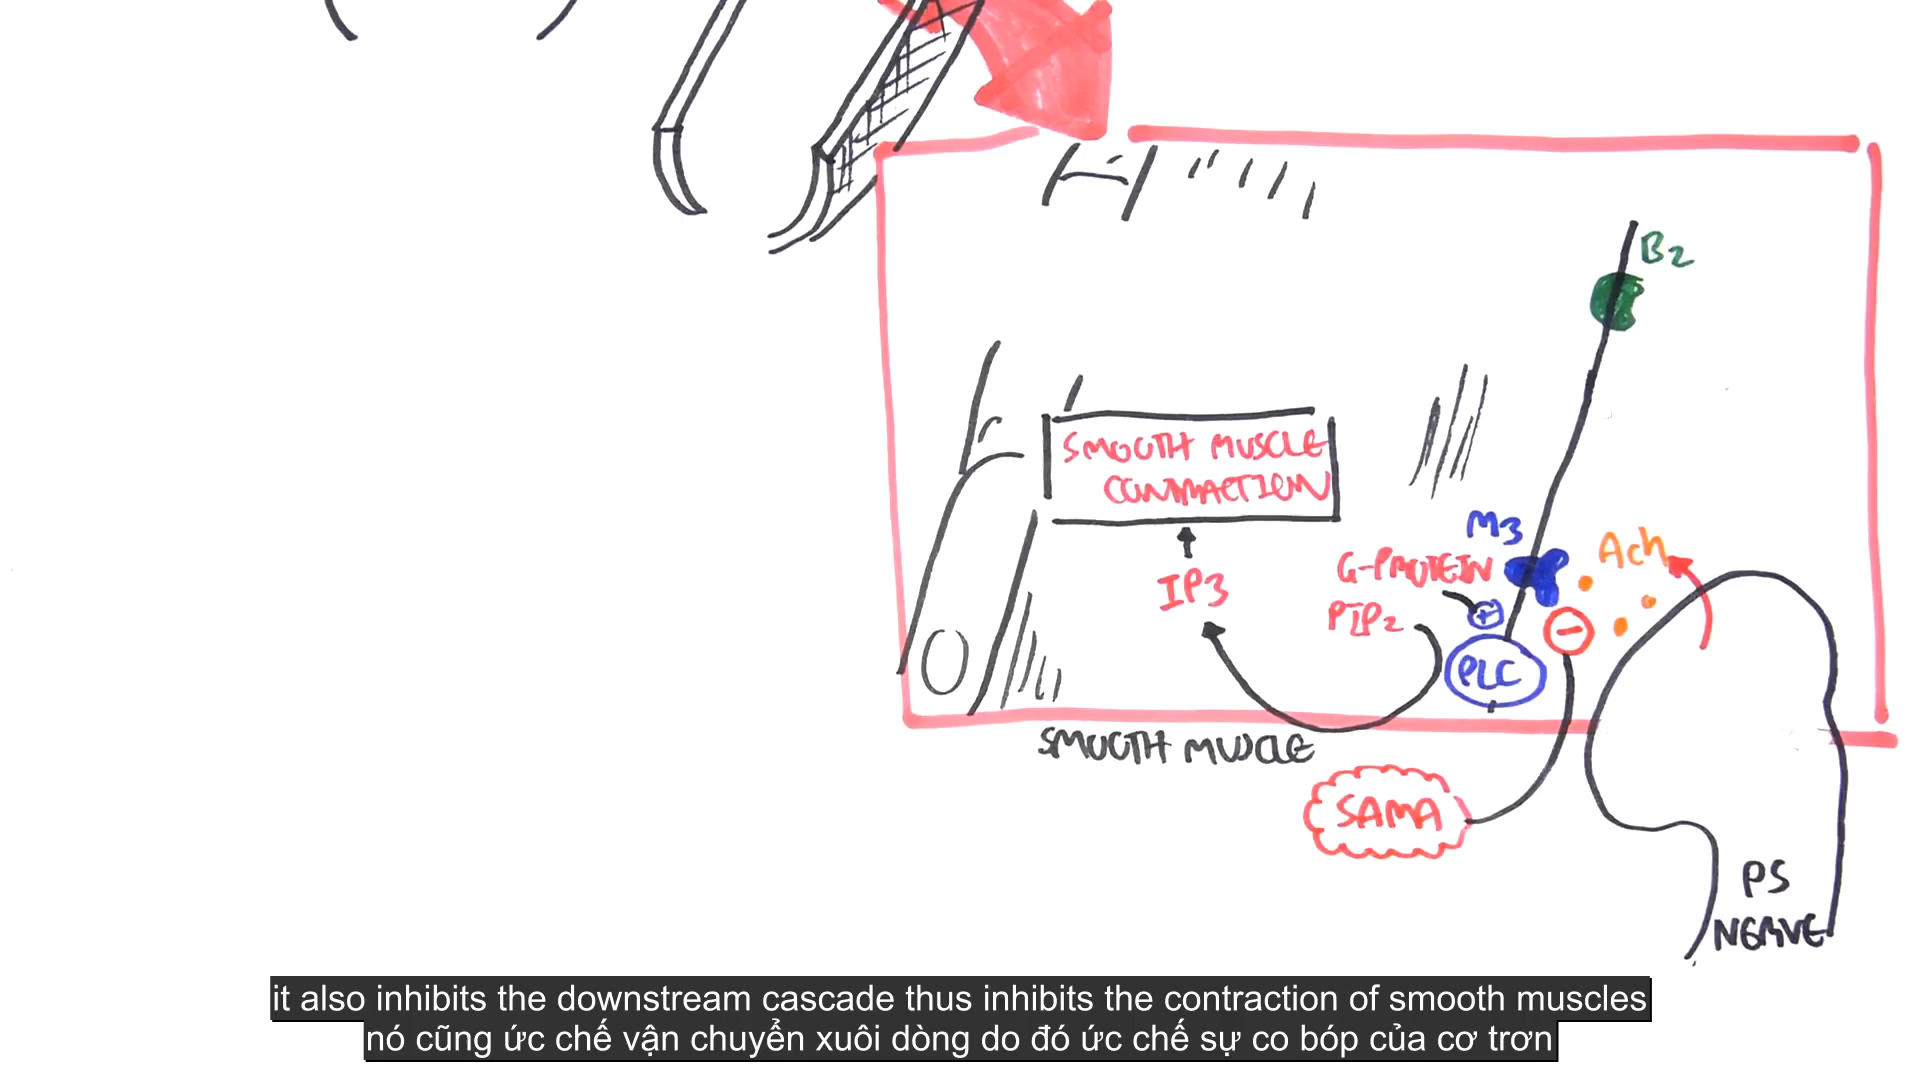 B2
SMOOTH MUSCLE
CONTRACTION
M3
Ach
G-PROTEIN
IP3
PIP2
+
−
PLC
SMOOTH MUSCLE
SAMA
PS
NERVE
it also inhibits the downstream cascade thus inhibits the contraction of smooth muscles
nó cũng ức chế vận chuyển xuôi dòng do đó ức chế sự co bóp của cơ trơn